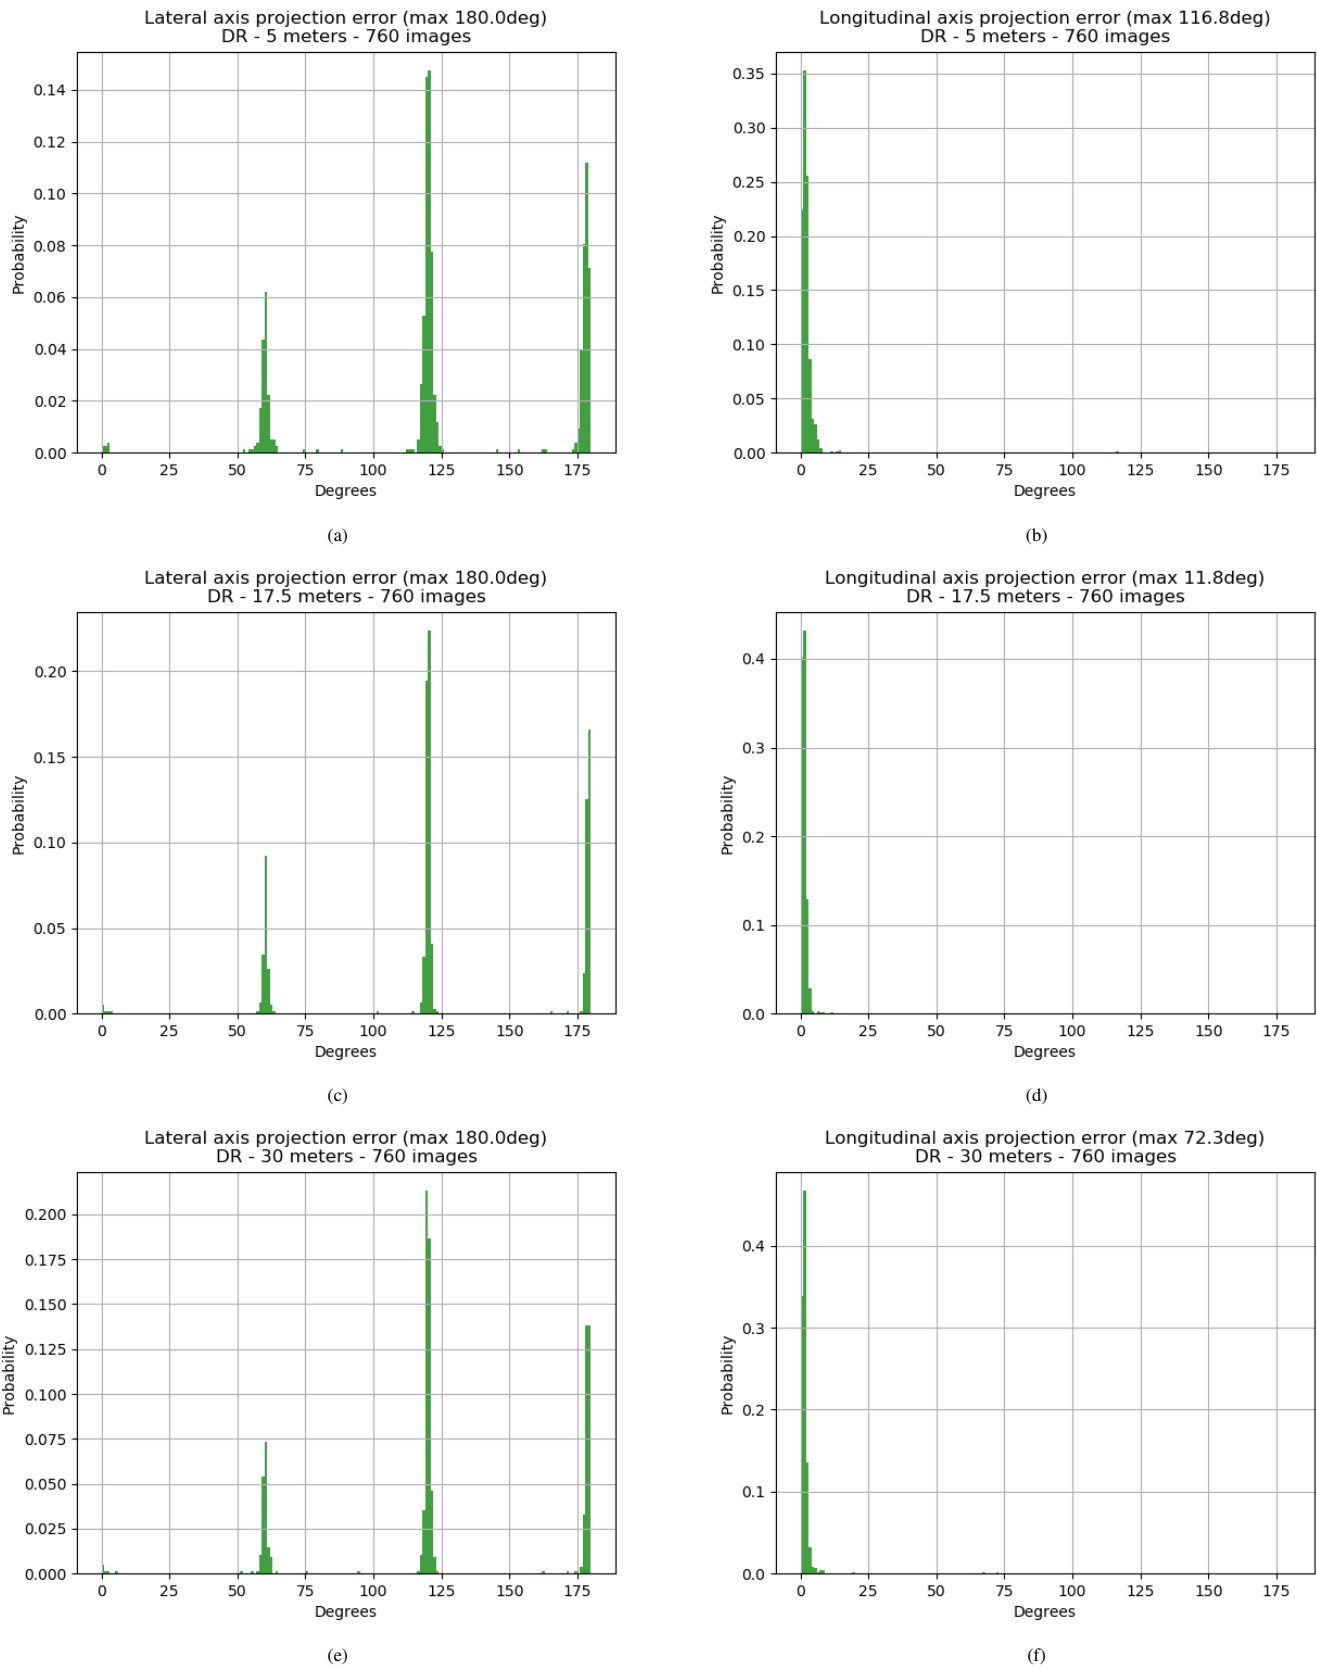 Lateral axis projection error (max 180.0deg)
DR - 5 meters - 760 images
0.14
0.12
0.10
0.08
0.06
0.04
0.02
0.00
Probability
0 25 50 75 100 125 150 175
Degrees
(a)
Longitudinal axis projection error (max 116.8deg)
DR - 5 meters - 760 images
0.35
0.30
0.25
0.20
0.15
0.10
0.05
0.00
Probability
0 25 50 75 100 125 150 175
Degrees
(b)
Lateral axis projection error (max 180.0deg)
DR - 17.5 meters - 760 images
0.20
0.15
0.10
0.05
0.00
Probability
0 25 50 75 100 125 150 175
Degrees
(c)
Longitudinal axis projection error (max 11.8deg)
DR - 17.5 meters - 760 images
0.4
0.3
0.2
0.1
0.0
Probability
0 25 50 75 100 125 150 175
Degrees
(d)
Lateral axis projection error (max 180.0deg)
DR - 30 meters - 760 images
0.200
0.175
0.150
0.125
0.100
0.075
0.050
0.025
0.000
Probability
0 25 50 75 100 125 150 175
Degrees
(e)
Longitudinal axis projection error (max 72.3deg)
DR - 30 meters - 760 images
0.4
0.3
0.2
0.1
0.0
Probability
0 25 50 75 100 125 150 175
Degrees
(f)